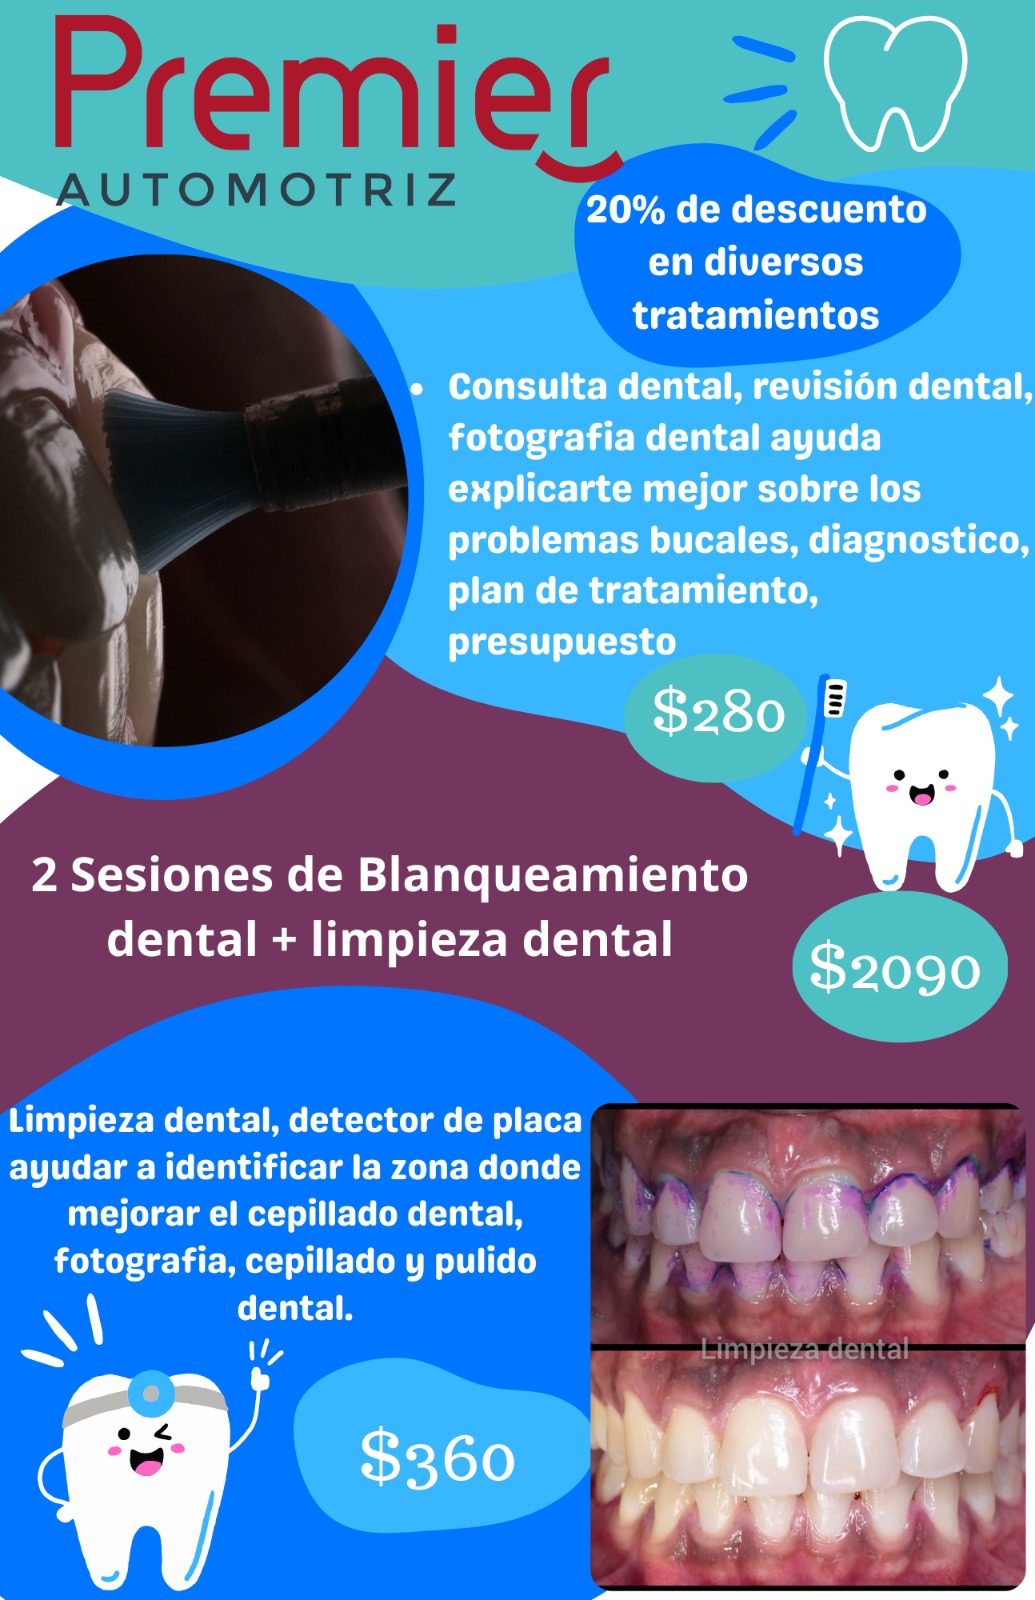 Premier
AUTOMOTRIZ
20% de descuento
en diversos
tratamientos
• Consulta dental, revisión dental,
fotografia dental ayuda
explicarte mejor sobre los
problemas bucales, diagnostico,
plan de tratamiento,
presupuesto
$280
2 Sesiones de Blanqueamiento
dental + limpieza dental
$2090
Limpieza dental, detector de placa
ayudar a identificar la zona donde
mejorar el cepillado dental,
fotografia, cepillado y pulido
dental.
Limpieza dental
$360